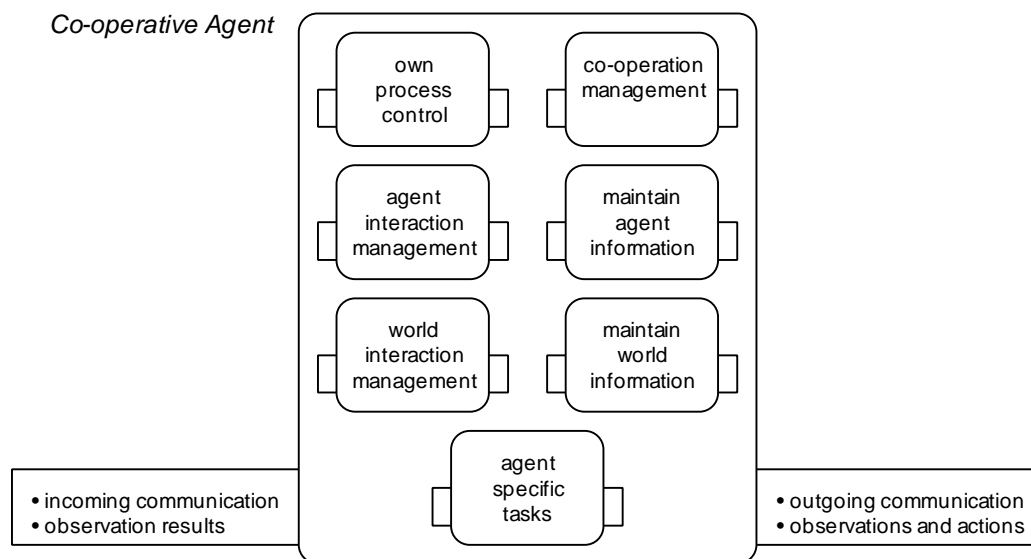 Co-operative Agent
own
process
control
co-operation
management
agent
interaction
management
maintain
agent
information
world
interaction
management
maintain
world
information
agent
specific
tasks
• incoming communication
• observation results
• outgoing communication
• observations and actions